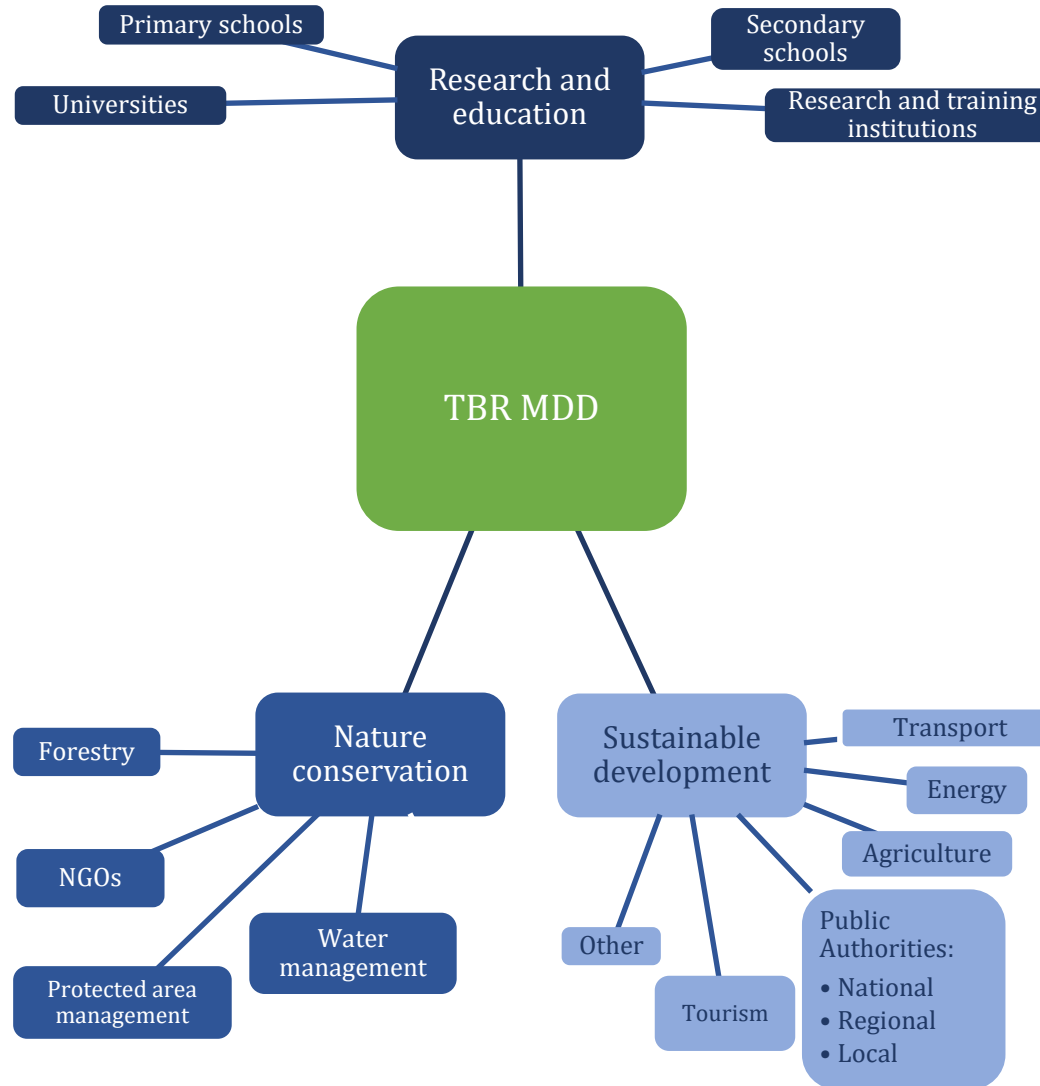 Primary schools
Secondary
schools
Research and
education
Universities
Research and training
institutions
TBR MDD
Nature
conservation
Forestry
NGOs
Water
management
Protected area
management
Sustainable
development
Transport
Energy
Agriculture
Public
Authorities:
• National
• Regional
• Local
Other
Tourism